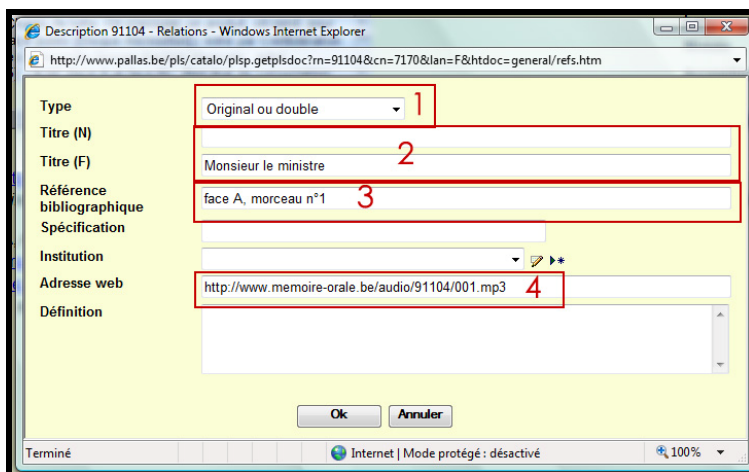 Description 91104 - Relations - Windows Internet Explorer
http://www.pallas.be/pls/catalo/plsp.getplsdoc?rn=91104&cn=7170&lan=F&htdoc=general/refs.htm
Type Original ou double 1
Titre (N)
2
Titre (F) Monsieur le ministre
Référence bibliographique face A, morceau n°1 3
Spécification
Institution
Adresse web http://www.memoire-orale.be/audio/91104/001.mp3 4
Définition
Ok Annuler
Terminé Internet | Mode protégé : désactivé 100%